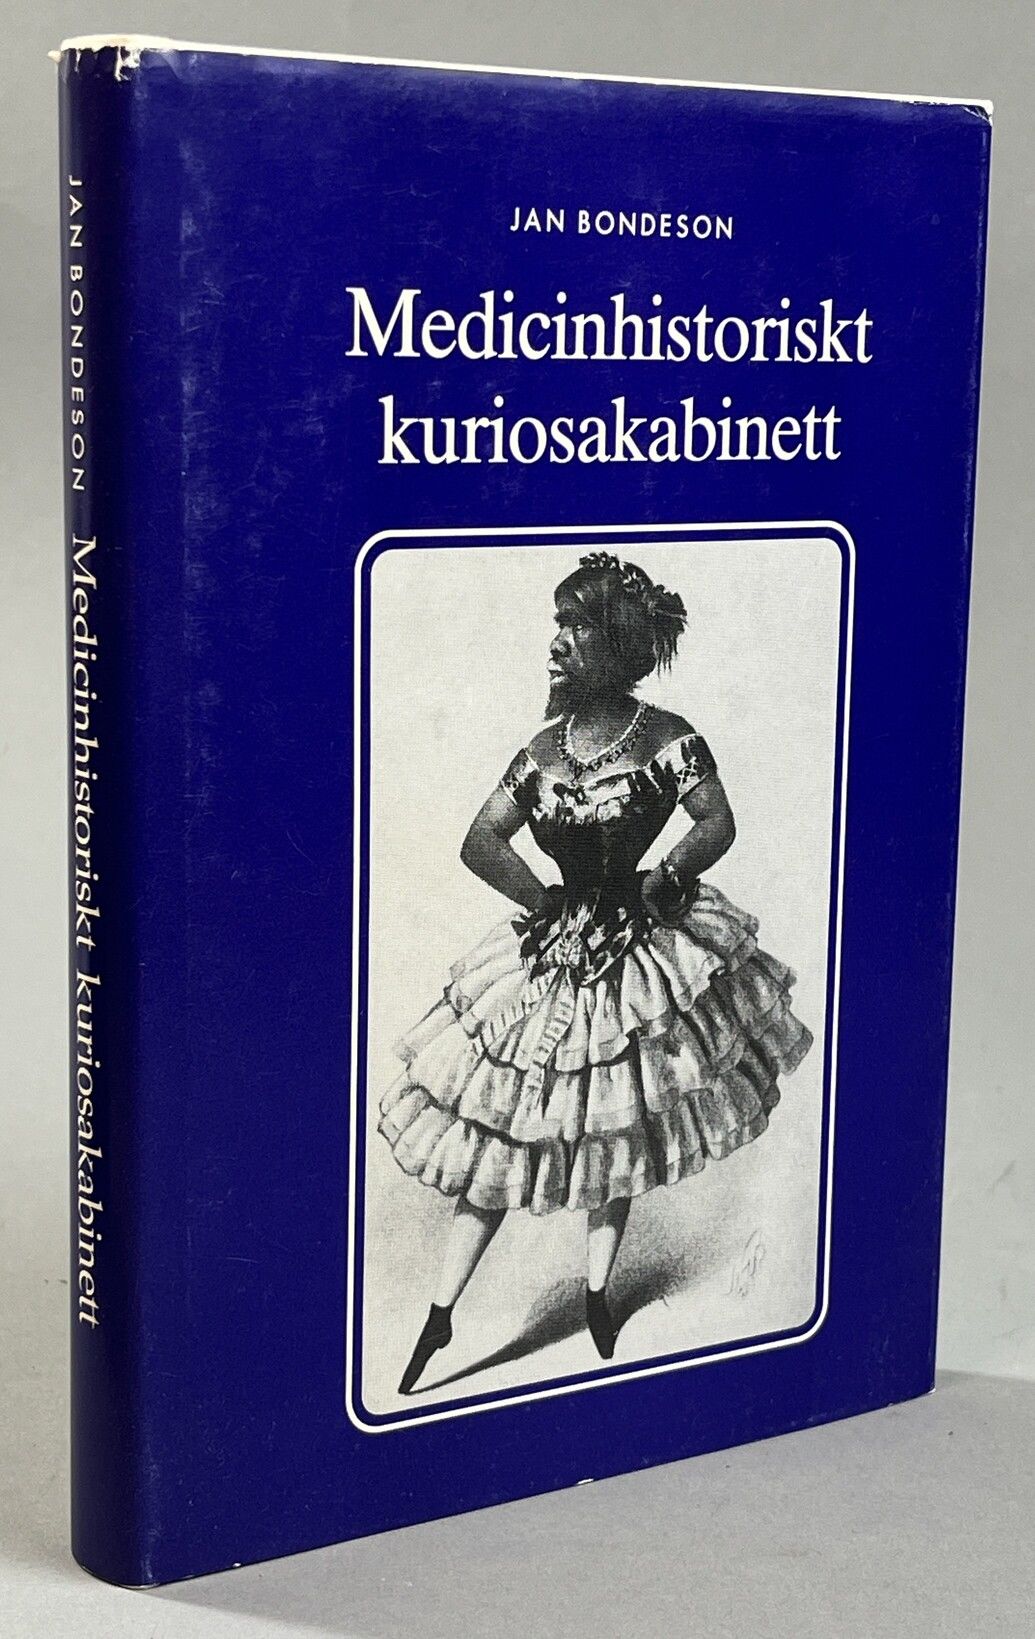 JAN BONDESON
Medicinhistoriskt
kuriosakabinett
JAN BONDESON Medicinhistoriskt kuriosakabinett